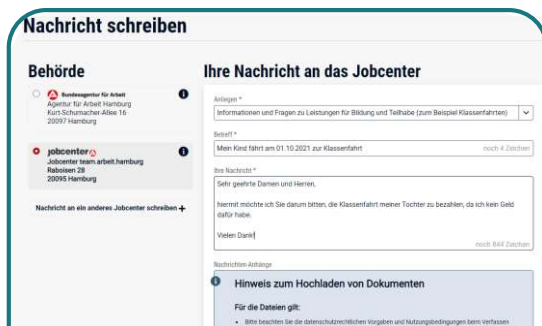 Nachricht schreiben
Behörde
Bundesagentur für Arbeit
Agentur für Arbeit Hamburg
Kurt-Schumacher-Allee 16
20097 Hamburg
jobcenter
Jobcenter team.arbeit.hamburg
Raboisen 28
20095 Hamburg
Nachricht an ein anderes Jobcenter schreiben +
Ihre Nachricht an das Jobcenter
Anliegen *
Informationen und Fragen zu Leistungen für Bildung und Teilhabe (zum Beispiel Klassenfahrten)
Betreff *
Mein Kind fährt am 01.10.2021 zur Klassenfahrt
noch 4 Zeichen
Ihre Nachricht *
Sehr geehrte Damen und Herren,
hiermit möchte ich Sie darum bitten, die Klassenfahrt meiner Tochter zu bezahlen, da ich kein Geld
dafür habe.
Vielen Dank!
noch 844 Zeichen
Nachrichten-Anhänge
Hinweis zum Hochladen von Dokumenten
Für die Dateien gilt:
• Bitte beachten Sie die datenschutzrechtlichen Vorgaben und Nutzungsbedingungen beim Verfassen